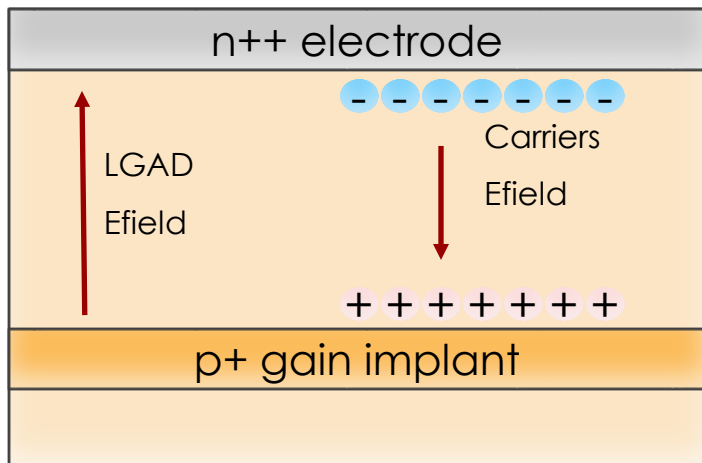 n++ electrode
- - - - - - -
LGAD
Efield
Carriers
Efield
+ + + + + + +
p+ gain implant